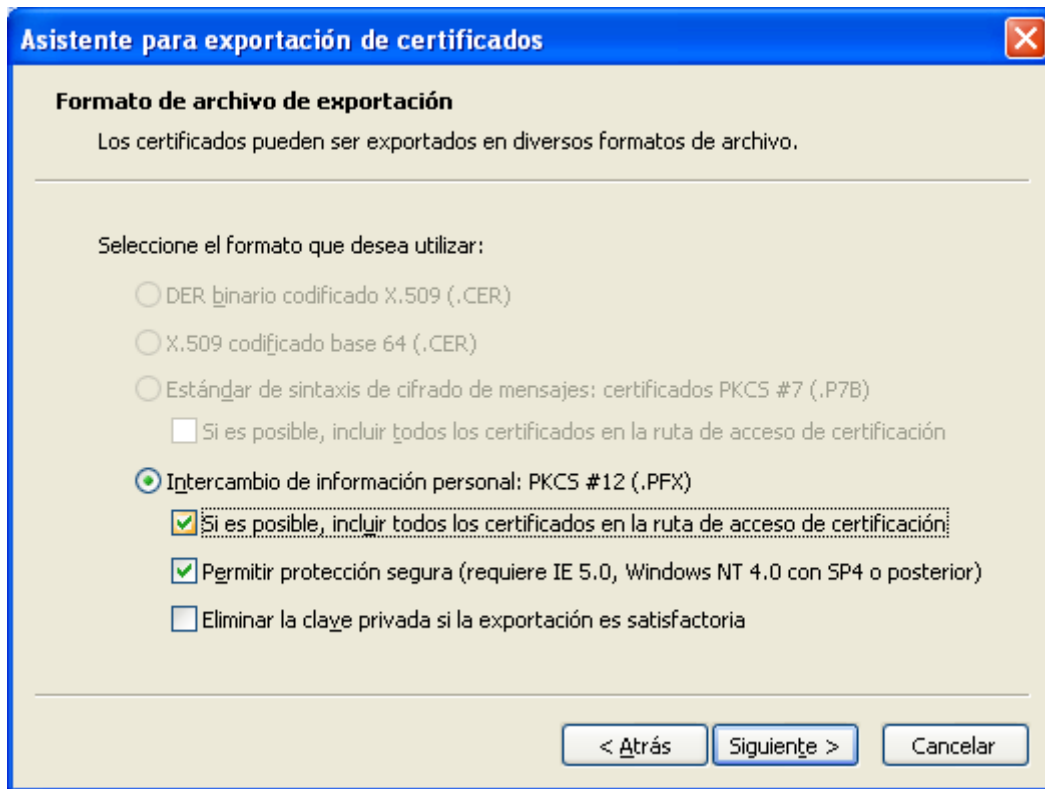 Asistente para exportación de certificados
Formato de archivo de exportación
Los certificados pueden ser exportados en diversos formatos de archivo.
Seleccione el formato que desea utilizar:
DER binario codificado X.509 (.CER)
X.509 codificado base 64 (.CER)
Estándar de sintaxis de cifrado de mensajes: certificados PKCS #7 (.P7B)
Si es posible, incluir todos los certificados en la ruta de acceso de certificación
Intercambio de información personal: PKCS #12 (.PFX)
Si es posible, incluir todos los certificados en la ruta de acceso de certificación
Permitir protección segura (requiere IE 5.0, Windows NT 4.0 con SP4 o posterior)
Eliminar la clave privada si la exportación es satisfactoria
< Atrás Siguiente > Cancelar